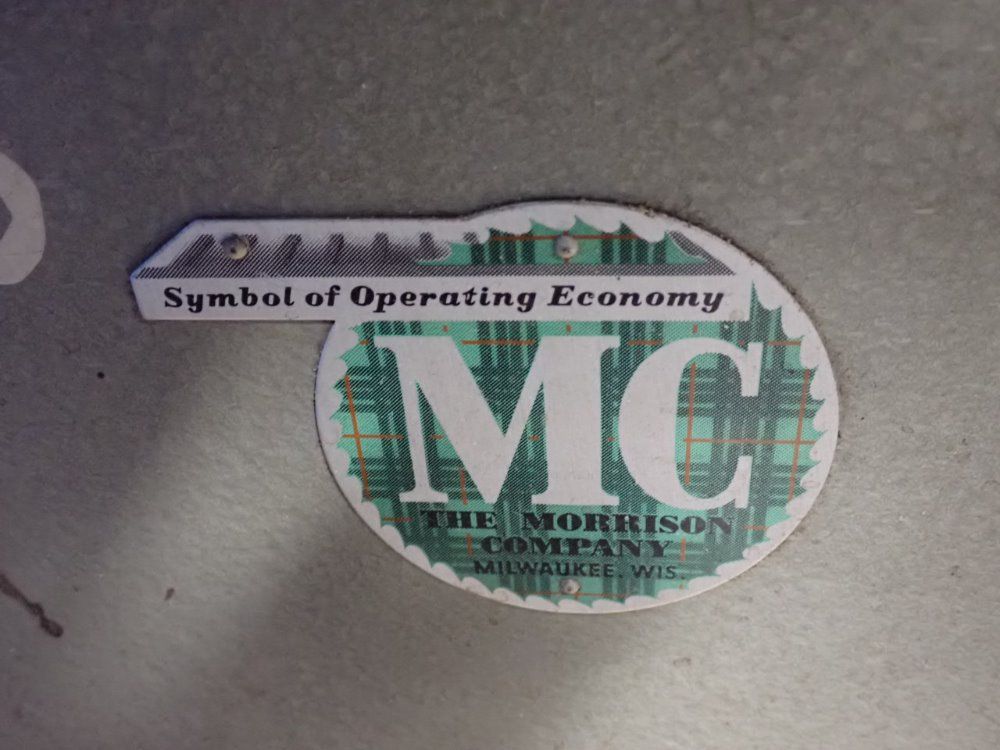 Symbol of Operating Economy
MC
THE MORRISON
COMPANY
MILWAUKEE. WIS.